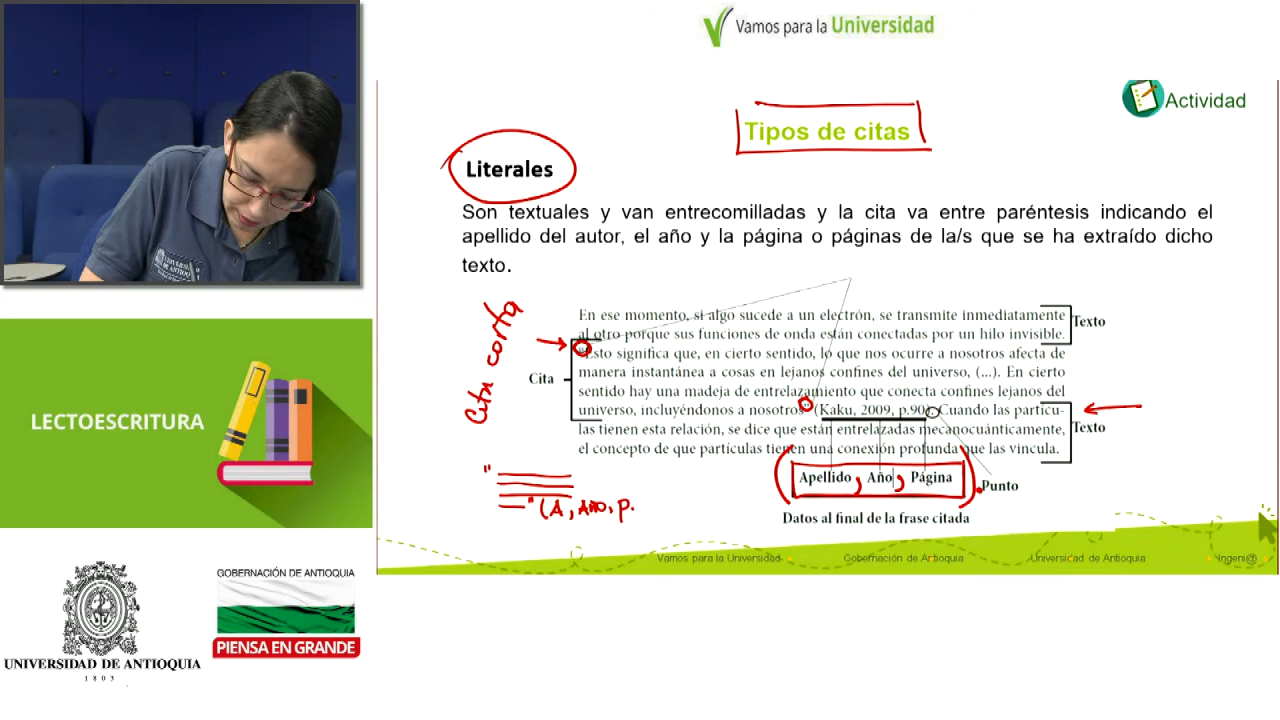 Vamos para la Universidad
Actividad
Tipos de citas
Literales
Son textuales y van entrecomilladas y la cita va entre paréntesis indicando el
apellido del autor, el año y la página o páginas de la/s que se ha extraído dicho
texto.
Cita corta
En ese momento, si algo sucede a un electrón, se transmite inmediatamente
al otro porque sus funciones de onda están conectadas por un hilo invisible.
"Esto significa que, en cierto sentido, lo que nos ocurre a nosotros afecta de
manera instantánea a cosas en lejanos confines del universo, (...). En cierto
sentido hay una madeja de entrelazamiento que conecta confines lejanos del
universo, incluyéndonos a nosotros" (Kaku, 2009, p.90). Cuando las partícu-
las tienen esta relación, se dice que están entrelazadas mecanocuánticamente,
el concepto de que partículas tienen una conexión profunda que las vincula.
Texto
Cita
Texto
(Apellido, Año, Página).
Punto
Datos al final de la frase citada
" " (A, Año, p.
Vamos para la Universidad
Gobernación de Antioquia
Universidad de Antioquia
Ingeni@
UNIVERSIDAD
DE ANTIOQUIA
LECTOESCRITURA
UNIVERSIDAD DE ANTIOQUIA
1803
GOBERNACIÓN DE ANTIOQUIA
PIENSA EN GRANDE